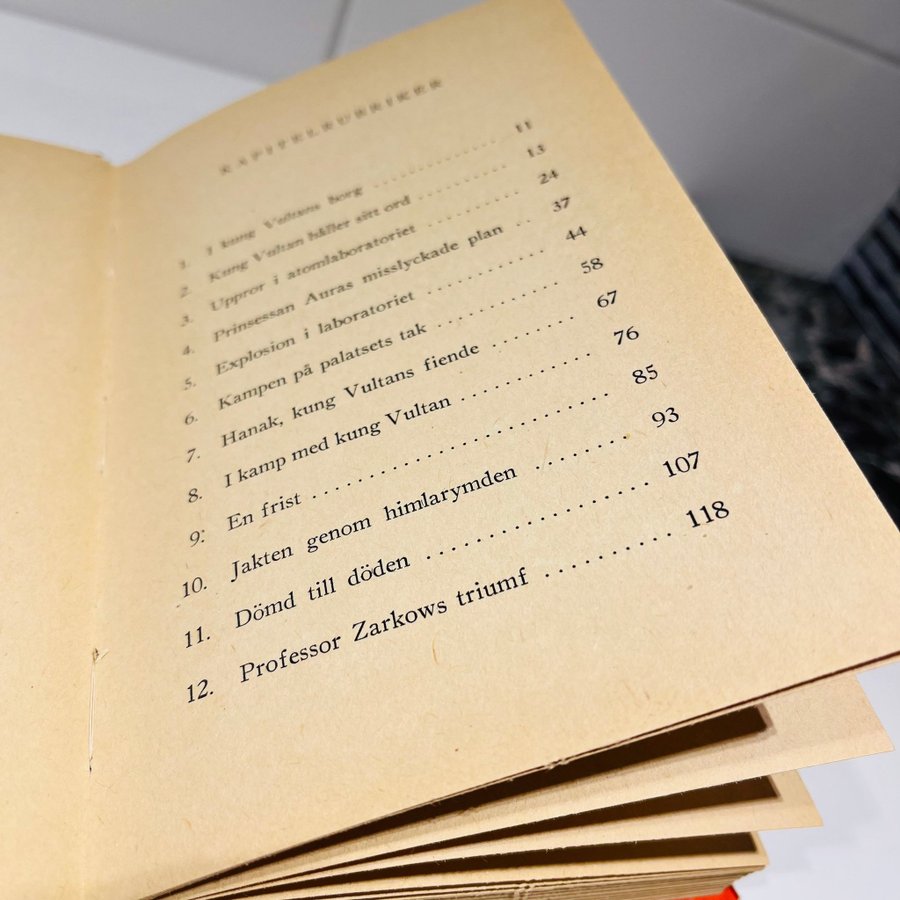 KAPITELRUBRIKER
1. I kung Vultans borg .......... 11
2. Kung Vultan håller sitt ord .......... 13
3. Uppror i atomlaboratoriet .......... 24
4. Prinsessan Auras misslyckade plan .. 37
5. Explosion i laboratoriet .......... 44
6. Kampen på palatsets tak .......... 58
7. Hanak, kung Vultans fiende ........ 67
8. I kamp med kung Vultan .......... 76
9. En frist .................... 85
10. Jakten genom himlarymden ........ 93
11. Dömd till döden .................. 107
12. Professor Zarkows triumf .......... 118